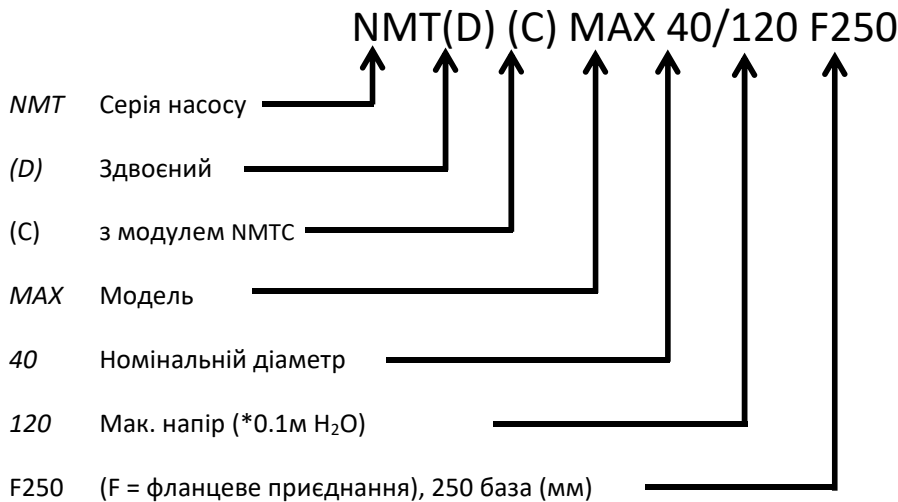 NMT(D) (C) MAX 40/120 F250
NMT Серія насосу
(D) Здвоєний
(C) з модулем NMTC
MAX Модель
40 Номінальній діаметр
120 Мак. напір (*0.1м H₂O)
F250 (F = фланцеве приєднання), 250 база (мм)